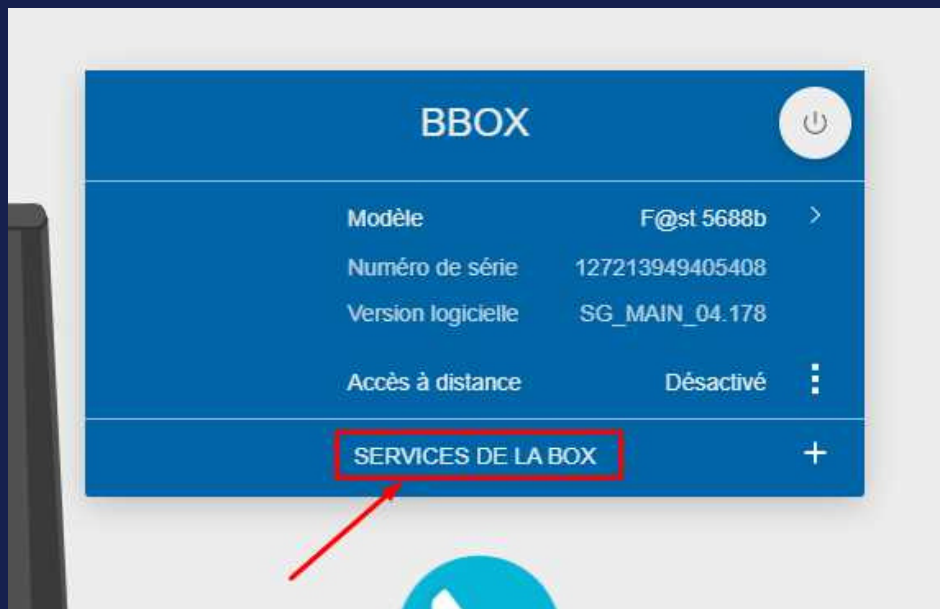 BBOX
Modèle F@st 5688b
Numéro de série 127213949405408
Version logicielle SG_MAIN_04.178
Accès à distance Désactivé
SERVICES DE LA BOX